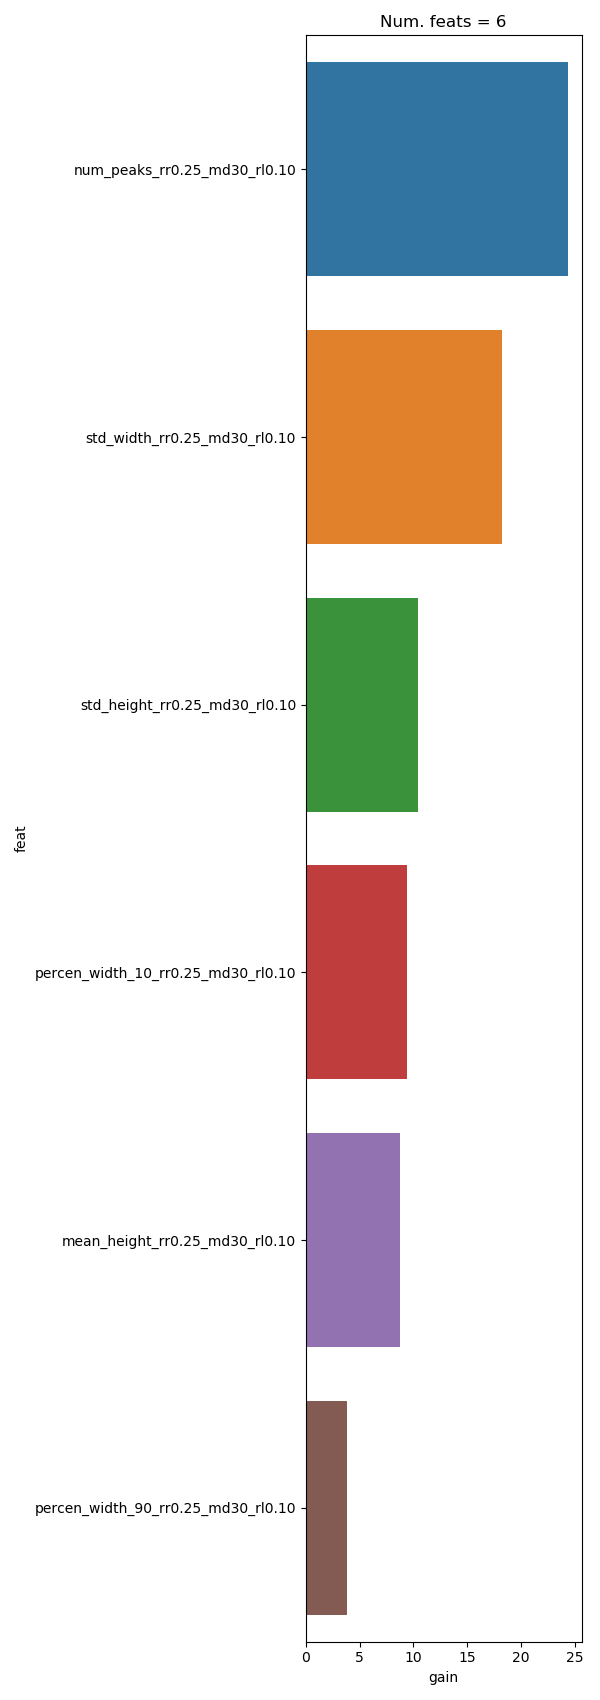 Num. feats = 6
num_peaks_rr0.25_md30_rl0.10
std_width_rr0.25_md30_rl0.10
std_height_rr0.25_md30_rl0.10
feat
percen_width_10_rr0.25_md30_rl0.10
mean_height_rr0.25_md30_rl0.10
percen_width_90_rr0.25_md30_rl0.10
0 5 10 15 20 25
gain